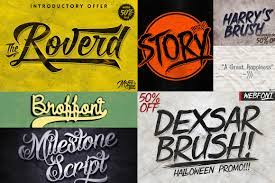 INTRODUCTORY OFFER
50%
The
Roverd
STORY
HARRY'S
BRUSH
"A Great Happiness"
Broffont
Milestone
Script
50%
OFF
NEBFONT
DEXSAR
BRUSH!
HALLOWEEN PROMO!!!